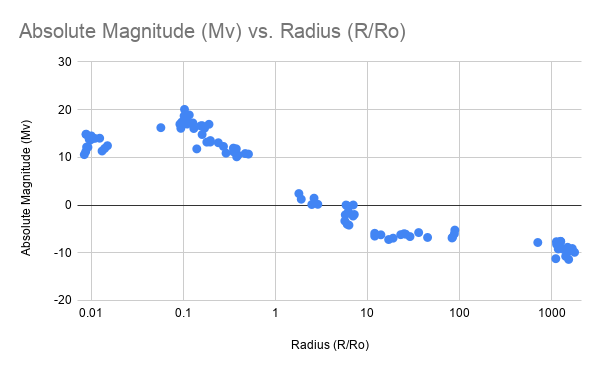 Absolute Magnitude (Mv) vs. Radius (R/Ro)
30
20
10
0
-10
-20
Absolute Magnitude (Mv)
0.01 0.1 1 10 100 1000
Radius (R/Ro)